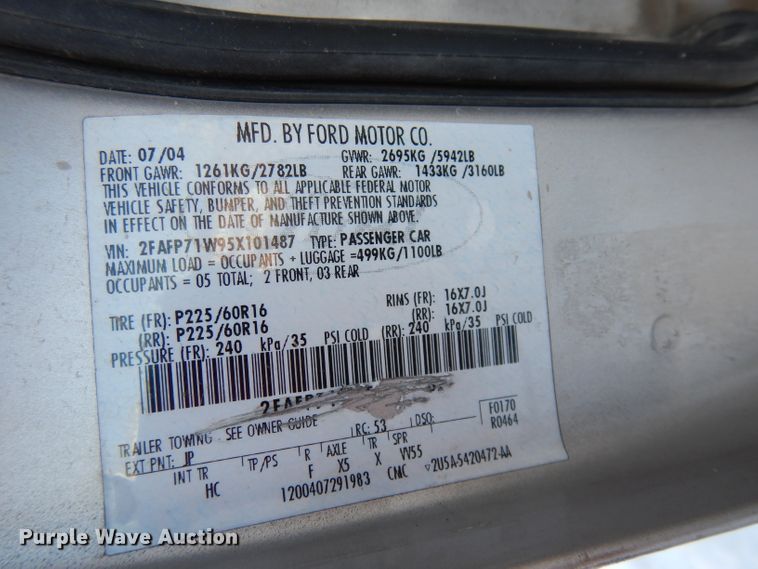 MFD. BY FORD MOTOR CO.
DATE: 07/04 GVWR: 2695KG /5942LB
FRONT GAWR: 1261KG/2782LB REAR GAWR: 1433KG /3160LB
THIS VEHICLE CONFORMS TO ALL APPLICABLE FEDERAL MOTOR
VEHICLE SAFETY, BUMPER, AND THEFT PREVENTION STANDARDS
IN EFFECT ON THE DATE OF MANUFACTURE SHOWN ABOVE.
VIN: 2FAFP71W95X101487 TYPE: PASSENGER CAR
MAXIMUM LOAD = OCCUPANTS + LUGGAGE =499KG/1100LB
OCCUPANTS = 05 TOTAL; 2 FRONT, 03 REAR
TIRE (FR): P225/60R16 RIMS (FR): 16X7.0J
(RR): P225/60R16 (RR): 16X7.0J
PRESSURE (FR): 240 kPa/35 PSI COLD (RR): 240 kPa/35 PSI COLD
TRAILER TOWING - SEE OWNER GUIDE RC: 53 DSO: F0170
EXT PNT: JP R0464
INT TR TP/PS R AXLE TR SPR
HC F X5 X VV55
1200407291983 CMC 2U5A-5420472-AA
Purple Wave Auction